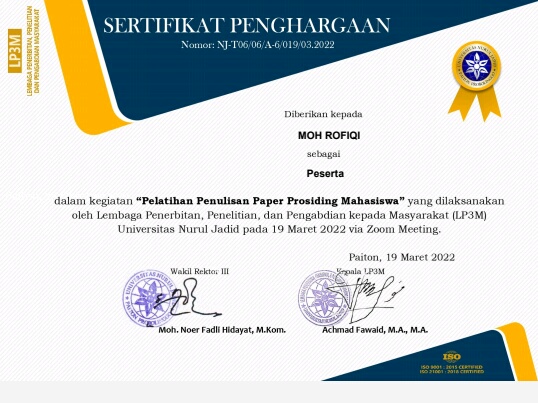 LP3M
LEMBAGA PENERBITAN, PENELITIAN
DAN PENGABDIAN MASYARAKAT
SERTIFIKAT PENGHARGAAN
Nomor: NJ-T06/06/A-6/019/03.2022
Diberikan kepada
MOH ROFIQI
sebagai
Peserta
dalam kegiatan “Pelatihan Penulisan Paper Prosiding Mahasiswa” yang dilaksanakan
oleh Lembaga Penerbitan, Penelitian, dan Pengabdian kepada Masyarakat (LP3M)
Universitas Nurul Jadid pada 19 Maret 2022 via Zoom Meeting.
Paiton, 19 Maret 2022
Wakil Rektor III
Kepala LP3M
Moh. Noer Fadli Hidayat, M.Kom.
Achmad Fawaid, M.A., M.A.
ISO
ISO 9001 : 2015 CERTIFIED
ISO 21001 : 2018 CERTIFIED